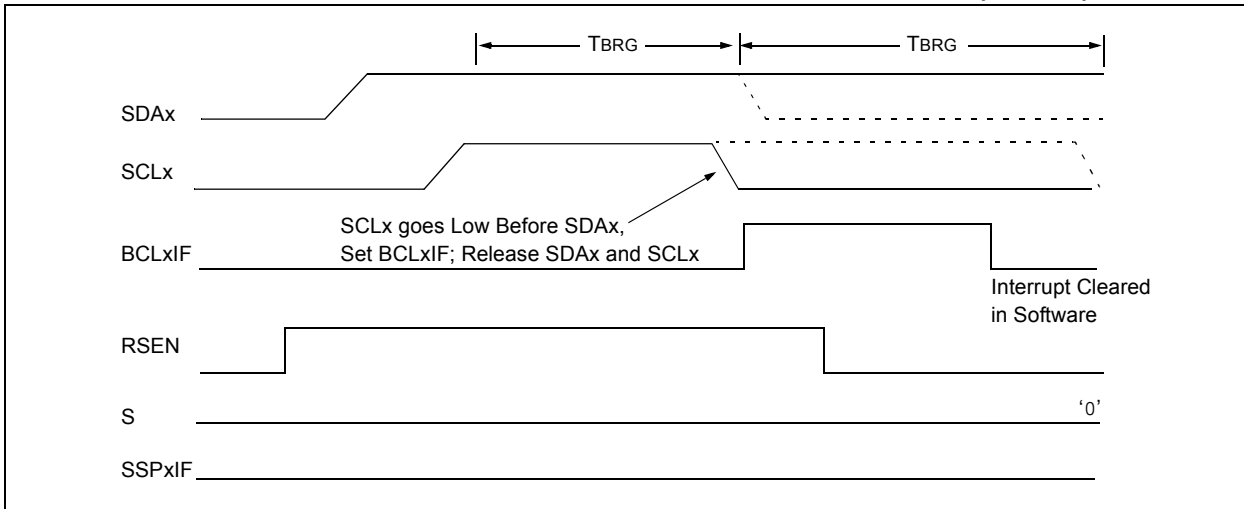 TBRG
TBRG
SDAx
SCLx
SCLx goes Low Before SDAx,
Set BCLxIF; Release SDAx and SCLx
BCLxIF
Interrupt Cleared
in Software
RSEN
S
‘0’
SSPxIF